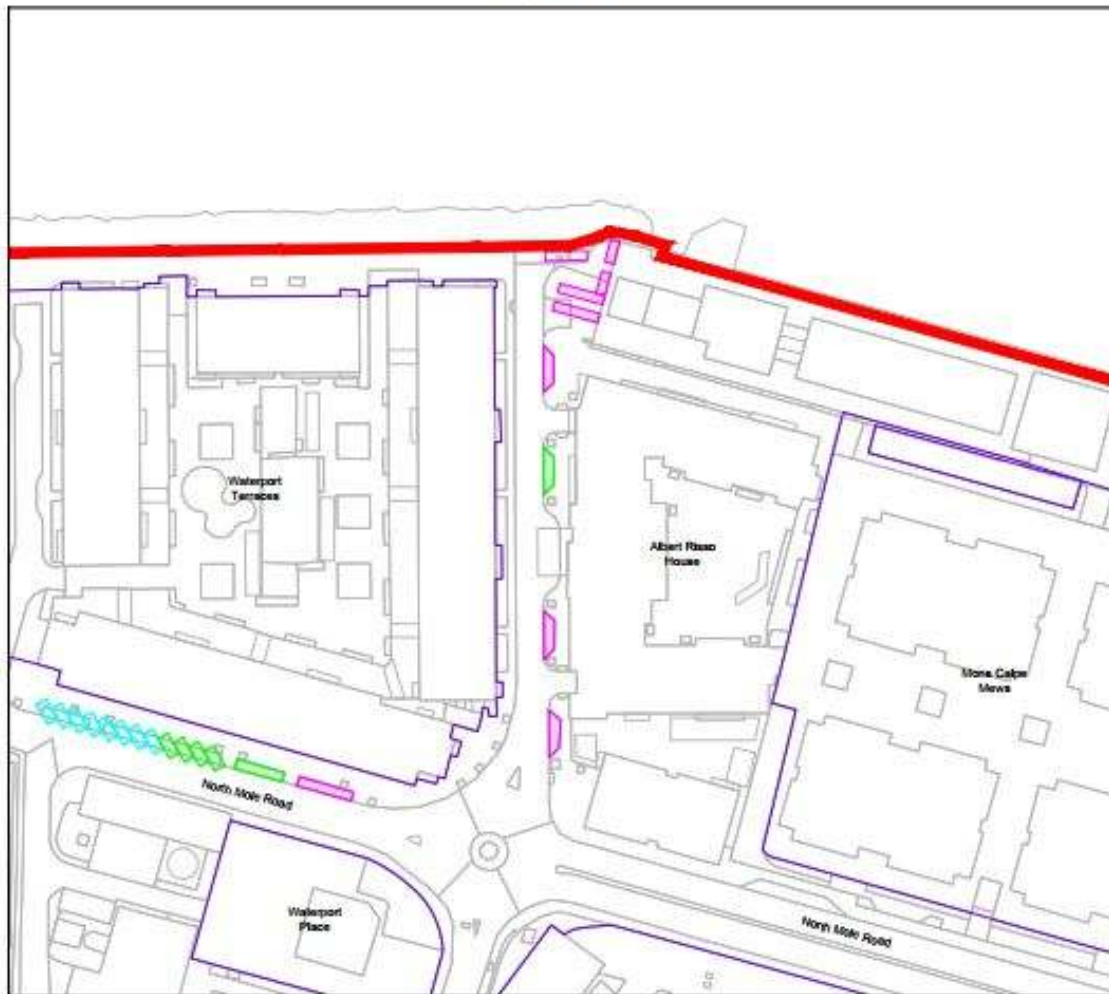 Waterport
Terraces
Albert Risso
House
Mons Calpe
Mews
North Mole Road
Waterport
Place
North Mole Road